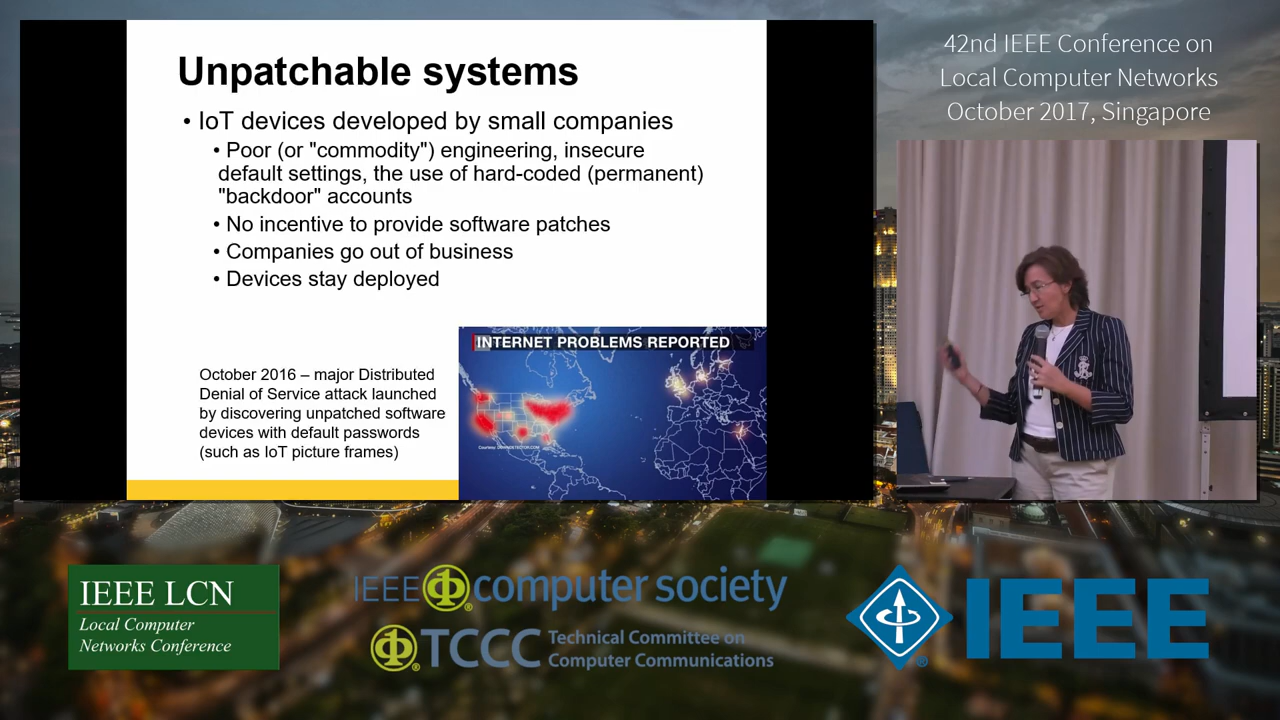 Unpatchable systems
• IoT devices developed by small companies
• Poor (or "commodity") engineering, insecure
default settings, the use of hard-coded (permanent)
"backdoor" accounts
• No incentive to provide software patches
• Companies go out of business
• Devices stay deployed
October 2016 – major Distributed
Denial of Service attack launched
by discovering unpatched software
devices with default passwords
(such as IoT picture frames)
INTERNET PROBLEMS REPORTED
42nd IEEE Conference on
Local Computer Networks
October 2017, Singapore
IEEE LCN
Local Computer
Networks Conference
IEEE computer society
TCCC Technical Committee on
Computer Communications
IEEE